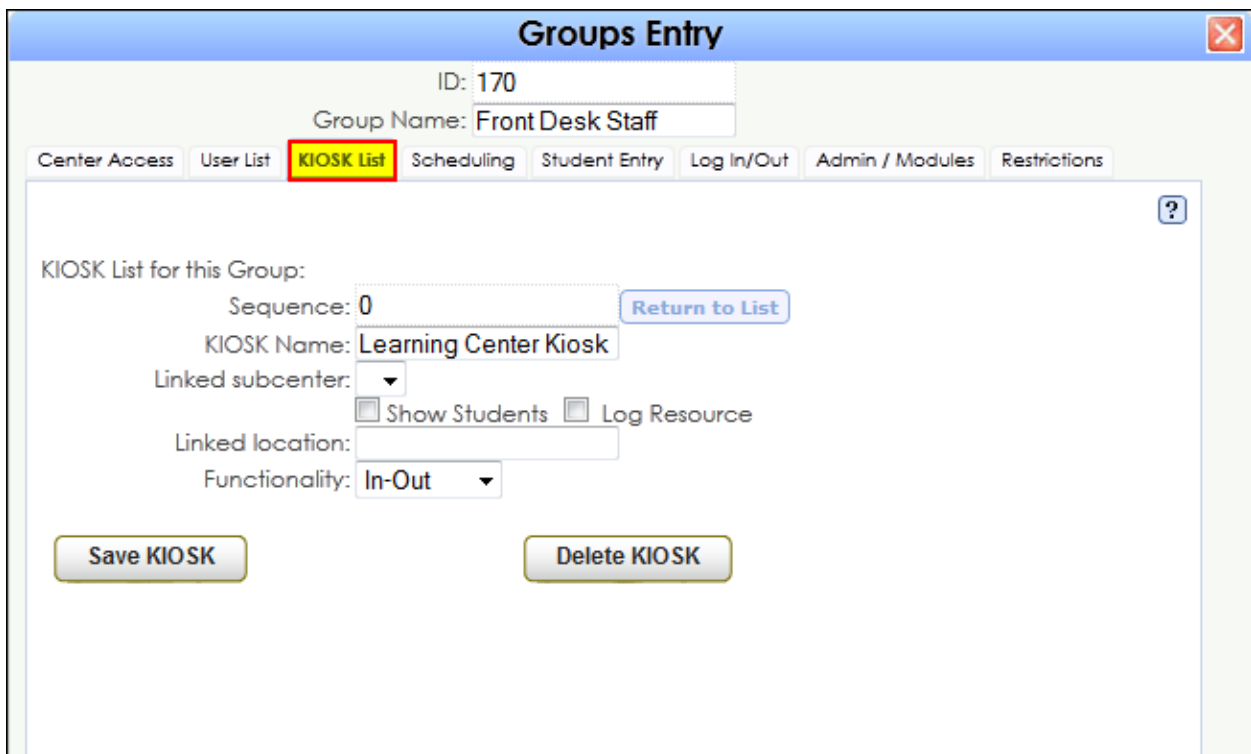 Groups Entry
ID: 170
Group Name: Front Desk Staff
Center Access User List KIOSK List Scheduling Student Entry Log In/Out Admin / Modules Restrictions
?
KIOSK List for this Group:
Sequence: 0 Return to List
KIOSK Name: Learning Center Kiosk
Linked subcenter:
Show Students Log Resource
Linked location:
Functionality: In-Out
Save KIOSK Delete KIOSK